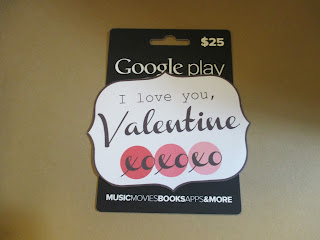 $25
Google play
I love you,
Valentine
xoxoxo
MUSICMOVIESBOOKSAPPS&MORE